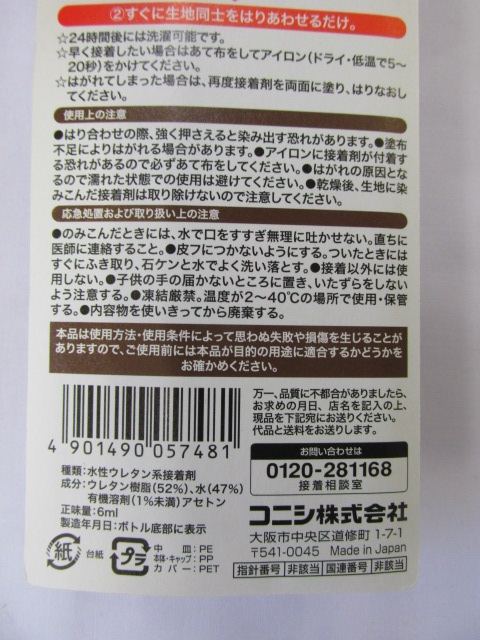 ②すぐに生地同士をはりあわせるだけ。
☆24時間後には洗濯可能です。
☆早く接着したい場合はあて布をしてアイロン(ドライ・低温で5〜
20秒)をかけてください。
☆はがれてしまった場合は、再度接着剤を両面に塗り、はりなおし
てください。
使用上の注意
●はり合わせの際、強く押さえると染み出す恐れがあります。●塗布
不足によりはがれる場合があります。●アイロンに接着剤が付着す
る恐れがあるので必ずあて布をしてください。●はがれの原因とな
るので濡れた状態での使用は避けてください。●乾燥後、生地に染
みこんだ接着剤は取り除けないので注意してください。
応急処置および取り扱い上の注意
●のみこんだときには、水で口をすすぎ無理に吐かせない。直ちに
医師に連絡すること。●皮フにつかないようにする。ついたときには
すぐにふき取り、石ケンと水でよく洗い落とす。●接着以外には使
用しない。●子供の手の届かないところに置き、いたずらをしない
よう注意する。●凍結厳禁。温度が2〜40℃の場所で使用・保管
する。●内容物を使いきってから廃棄する。
本品は使用方法・使用条件によって思わぬ失敗や損傷を生じることが
ありますので、ご使用前には本品が目的の用途に適合するかどうかを
お確かめください。
万一、品質に不都合がありましたら、
お求めの月日、店名を記入の上、
現品を下記宛にお送りください。
代品と送料をお送りします。
4 901490 057481
お問い合わせは
0120-281168
接着相談室
種類：水性ウレタン系接着剤
成分：ウレタン樹脂(52%)、水(47%)
有機溶剤(1%未満)アセトン
正味量：6ml
製造年月日：ボトル底部に表示
コニシ株式会社
大阪市中央区道修町 1-7-1
〒541-0045 Made in Japan
紙 台紙
プラ
中皿：PE
本体・キャップ：PP
カバー：PET
指針番号 非該当 国連番号 非該当